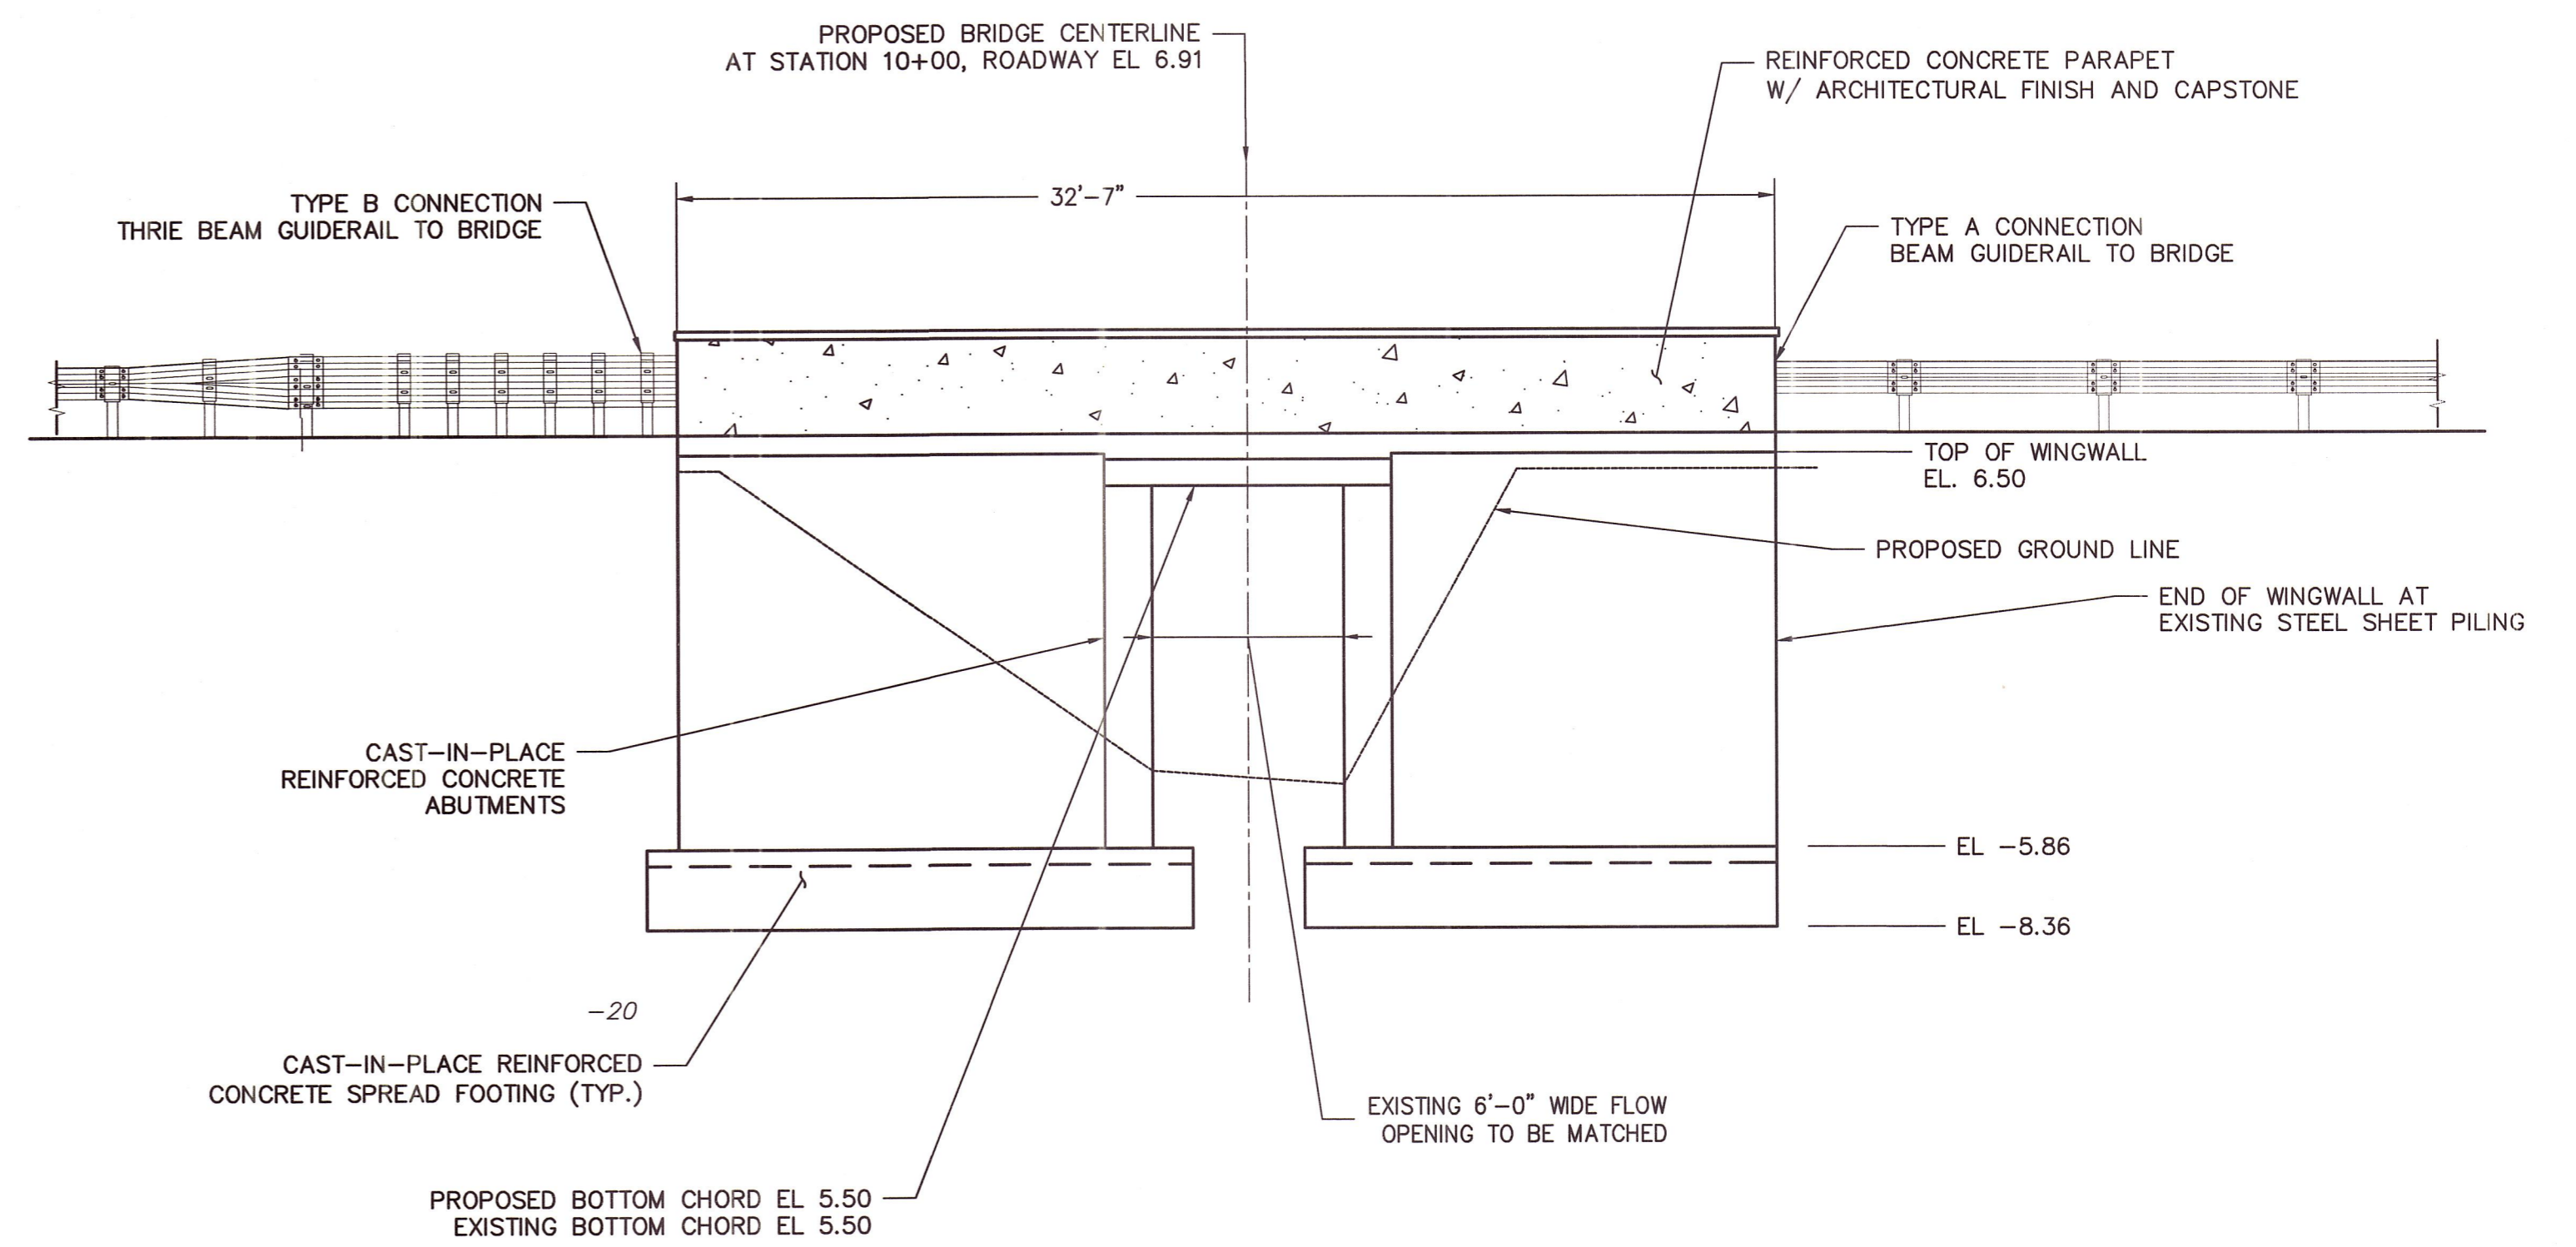 PROPOSED BRIDGE CENTERLINE
AT STATION 10+00, ROADWAY EL 6.91
REINFORCED CONCRETE PARAPET
W/ ARCHITECTURAL FINISH AND CAPSTONE
TYPE B CONNECTION
THRIE BEAM GUIDERAIL TO BRIDGE
32'-7"
TYPE A CONNECTION
BEAM GUIDERAIL TO BRIDGE
TOP OF WINGWALL
EL. 6.50
PROPOSED GROUND LINE
END OF WINGWALL AT
EXISTING STEEL SHEET PILING
CAST-IN-PLACE
REINFORCED CONCRETE
ABUTMENTS
EL -5.86
EL -8.36
-20
CAST-IN-PLACE REINFORCED
CONCRETE SPREAD FOOTING (TYP.)
EXISTING 6'-0" WIDE FLOW
OPENING TO BE MATCHED
PROPOSED BOTTOM CHORD EL 5.50
EXISTING BOTTOM CHORD EL 5.50